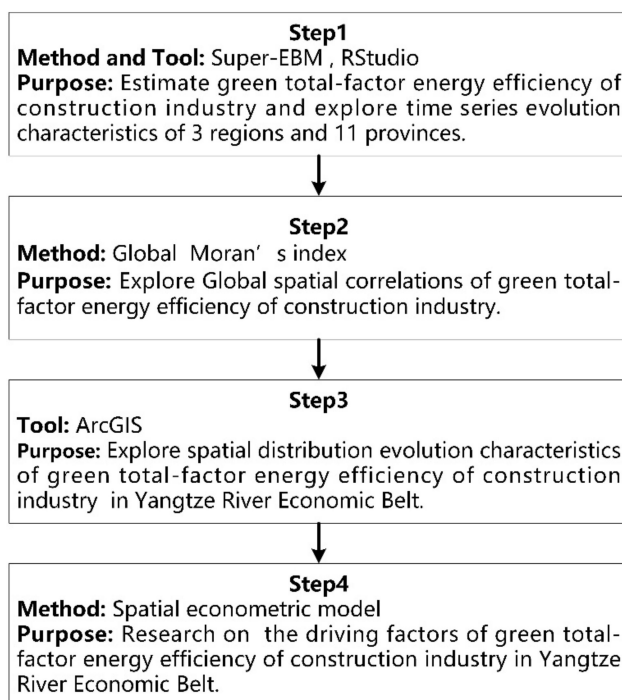 Step1
Method and Tool: Super-EBM , RStudio
Purpose: Estimate green total-factor energy efficiency of
construction industry and explore time series evolution
characteristics of 3 regions and 11 provinces.
Step2
Method: Global Moran' s index
Purpose: Explore Global spatial correlations of green total-
factor energy efficiency of construction industry.
Step3
Tool: ArcGIS
Purpose: Explore spatial distribution evolution characteristics
of green total-factor energy efficiency of construction
industry in Yangtze River Economic Belt.
Step4
Method: Spatial econometric model
Purpose: Research on the driving factors of green total-
factor energy efficiency of construction industry in Yangtze
River Economic Belt.